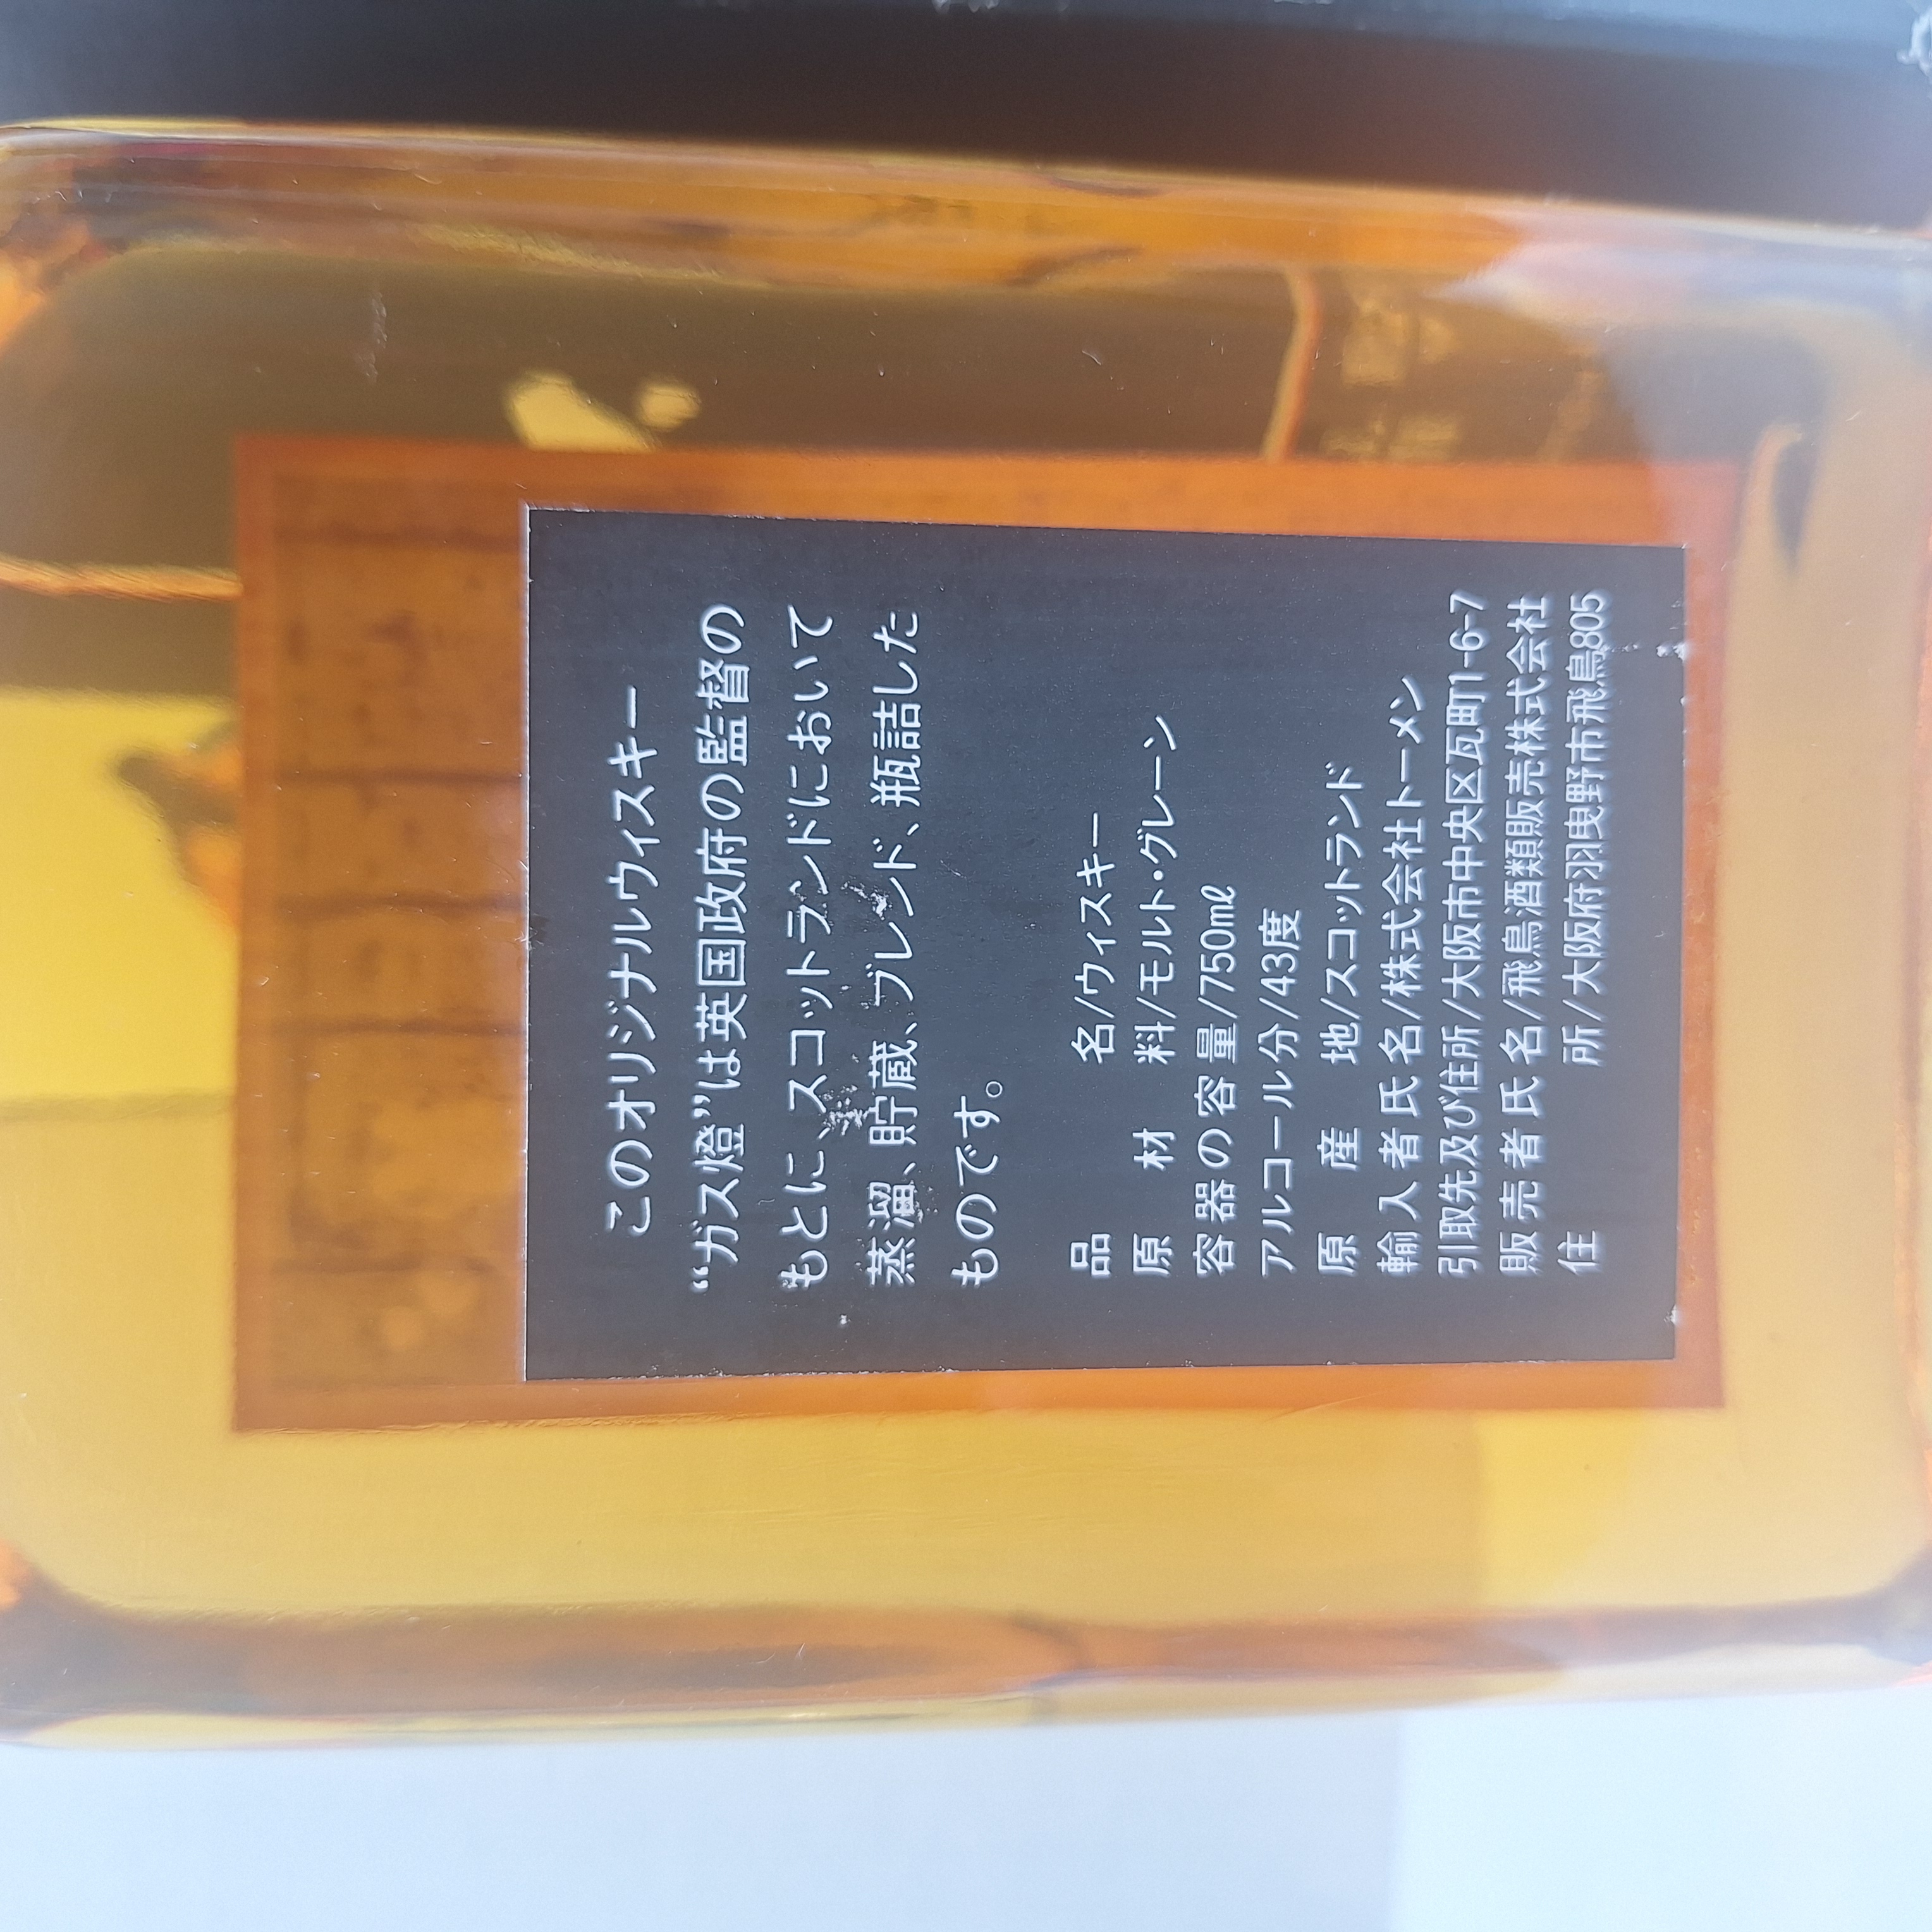 このオリジナルウィスキー
“ガス燈”は英国政府の監督の
もとに、スコットランドにおいて
蒸溜、貯蔵、ブレンド、瓶詰した
ものです。
品名/ウィスキー
原材料/モルト・グレーン
容器の容量/750mℓ
アルコール分/43度
原産地/スコットランド
輸入者氏名/株式会社トーメン
引取先及び住所/大阪市中央区瓦町1-6-7
販売者氏名/飛鳥酒類販売株式会社
住所/大阪府羽曳野市飛鳥805